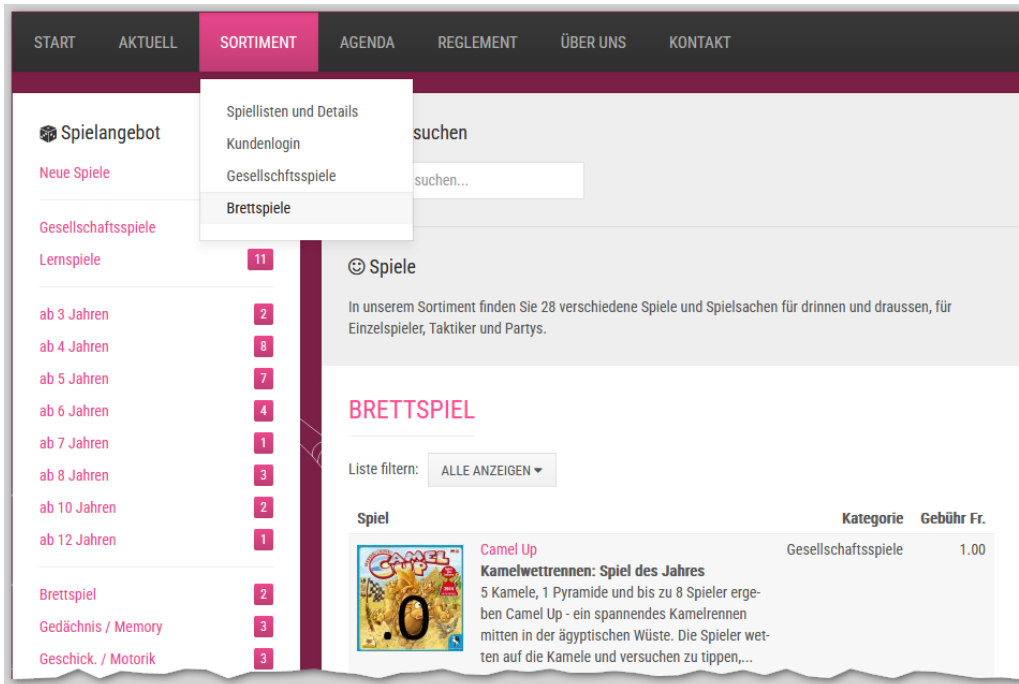 START AKTUELL SORTIMENT AGENDA REGLEMENT ÜBER UNS KONTAKT
Spiellisten und Details
Kundenlogin
Gesellschftsspiele
Brettspiele
Spielangebot
Neue Spiele
Gesellschaftsspiele
Lernspiele 11
ab 3 Jahren 2
ab 4 Jahren 8
ab 5 Jahren 7
ab 6 Jahren 4
ab 7 Jahren 1
ab 8 Jahren 3
ab 10 Jahren 2
ab 12 Jahren 1
Brettspiel 2
Gedächnis / Memory 3
Geschick. / Motorik 3
suchen
suchen...
Spiele
In unserem Sortiment finden Sie 28 verschiedene Spiele und Spielsachen für drinnen und draussen, für
Einzelspieler, Taktiker und Partys.
BRETTSPIEL
Liste filtern: ALLE ANZEIGEN
Spiel Kategorie Gebühr Fr.
CAMEL UP
.0
Camel Up Gesellschaftsspiele 1.00
Kamelwettrennen: Spiel des Jahres
5 Kamele, 1 Pyramide und bis zu 8 Spieler erge-
ben Camel Up - ein spannendes Kamelrennen
mitten in der ägyptischen Wüste. Die Spieler wet-
ten auf die Kamele und versuchen zu tippen,...